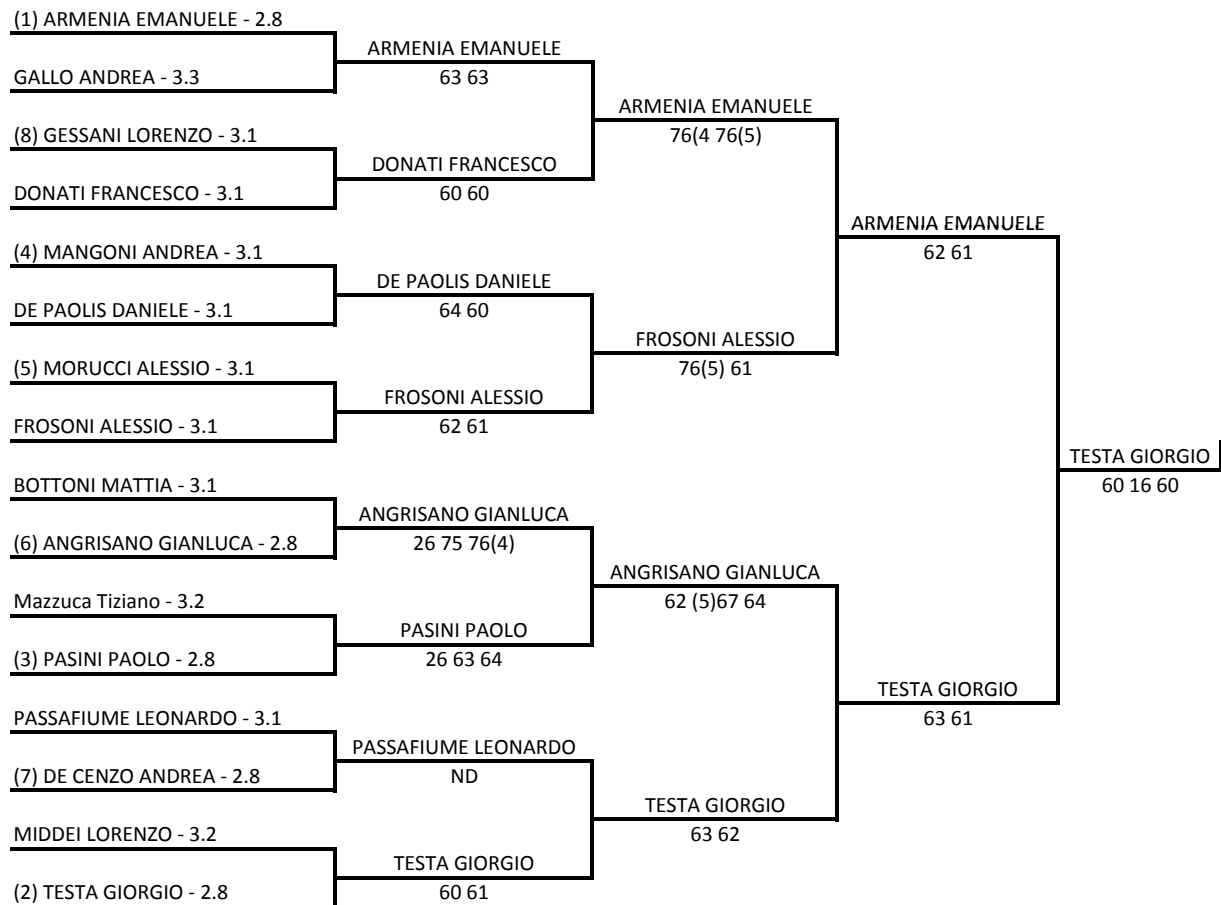 (1) ARMENIA EMANUELE - 2.8
ARMENIA EMANUELE
GALLO ANDREA - 3.3
63 63
ARMENIA EMANUELE
(8) GESSANI LORENZO - 3.1
76(4 76(5)
DONATI FRANCESCO
DONATI FRANCESCO - 3.1
60 60
ARMENIA EMANUELE
(4) MANGONI ANDREA - 3.1
62 61
DE PAOLIS DANIELE
DE PAOLIS DANIELE - 3.1
64 60
FROSONI ALESSIO
(5) MORUCCI ALESSIO - 3.1
76(5) 61
FROSONI ALESSIO
FROSONI ALESSIO - 3.1
62 61
TESTA GIORGIO
BOTTONI MATTIA - 3.1
60 16 60
ANGRISANO GIANLUCA
(6) ANGRISANO GIANLUCA - 2.8
26 75 76(4)
ANGRISANO GIANLUCA
Mazzuca Tiziano - 3.2
62 (5)67 64
PASINI PAOLO
(3) PASINI PAOLO - 2.8
26 63 64
TESTA GIORGIO
PASSAFIUME LEONARDO - 3.1
63 61
PASSAFIUME LEONARDO
(7) DE CENZO ANDREA - 2.8
ND
TESTA GIORGIO
MIDDEI LORENZO - 3.2
63 62
TESTA GIORGIO
(2) TESTA GIORGIO - 2.8
60 61